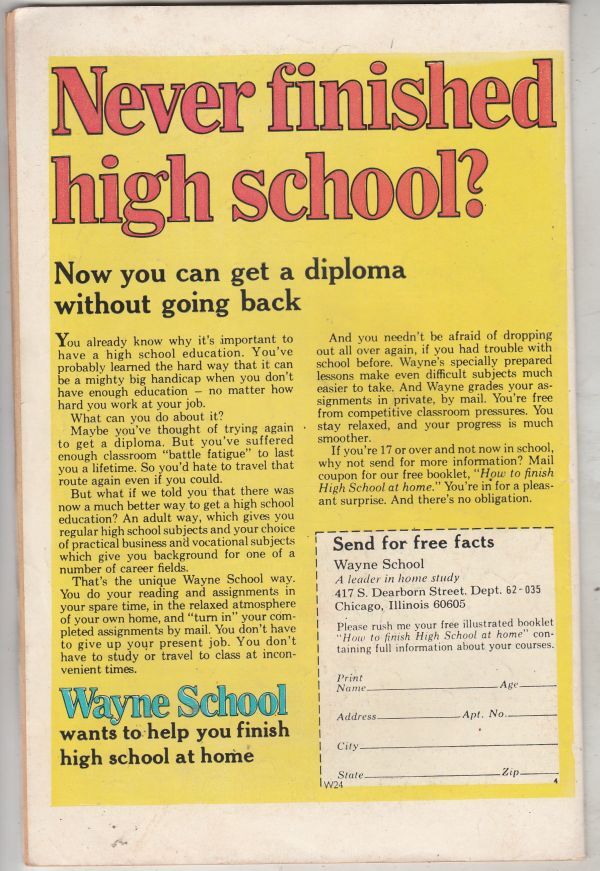 Never finished
high school?
Now you can get a diploma
without going back
You already know why it's important to
have a high school education. You've
probably learned the hard way that it can
be a mighty big handicap when you don't
have enough education – no matter how
hard you work at your job.
What can you do about it?
Maybe you've thought of trying again
to get a diploma. But you've suffered
enough classroom "battle fatigue" to last
you a lifetime. So you'd hate to travel that
route again even if you could.
But what if we told you that there was
now a much better way to get a high school
education? An adult way, which gives you
regular high school subjects and your choice
of practical business and vocational subjects
which give you background for one of a
number of career fields.
That's the unique Wayne School way.
You do your reading and assignments in
your spare time, in the relaxed atmosphere
of your own home, and "turn in" your com-
pleted assignments by mail. You don't have
to give up your present job. You don't
have to study or travel to class at incon-
venient times.
Wayne School
wants to help you finish
high school at home
And you needn't be afraid of dropping
out all over again, if you had trouble with
school before. Wayne's specially prepared
lessons make even difficult subjects much
easier to take. And Wayne grades your as-
signments in private, by mail. You're free
from competitive classroom pressures. You
stay relaxed, and your progress is much
smoother.
If you're 17 or over and not now in school,
why not send for more information? Mail
coupon for our free booklet, "How to finish
High School at home." You're in for a pleas-
ant surprise. And there's no obligation.
Send for free facts
Wayne School
A leader in home study
417 S. Dearborn Street. Dept. 62-035
Chicago, Illinois 60605
Please rush me your free illustrated booklet
"How to finish High School at home" con-
taining full information about your courses.
Print
Name Age
Address Apt. No.
City
State Zip
W24 4